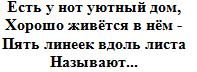 Есть у нот уютный дом,
Хорошо живётся в нём -
Пять линеек вдоль листа
Называют...